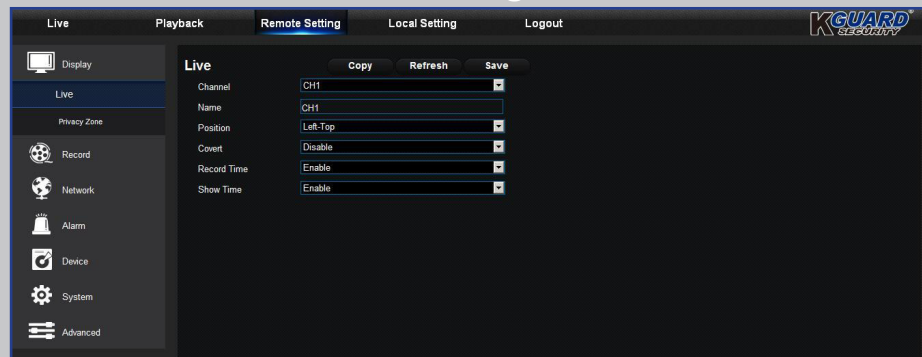 Live Playback Remote Setting Local Setting Logout
KGUARD
SECURITY
Display
Live
Privacy Zone
Record
Network
Alarm
Device
System
Advanced
Live Copy Refresh Save
Channel CH1
Name CH1
Position Left-Top
Covert Disable
Record Time Enable
Show Time Enable